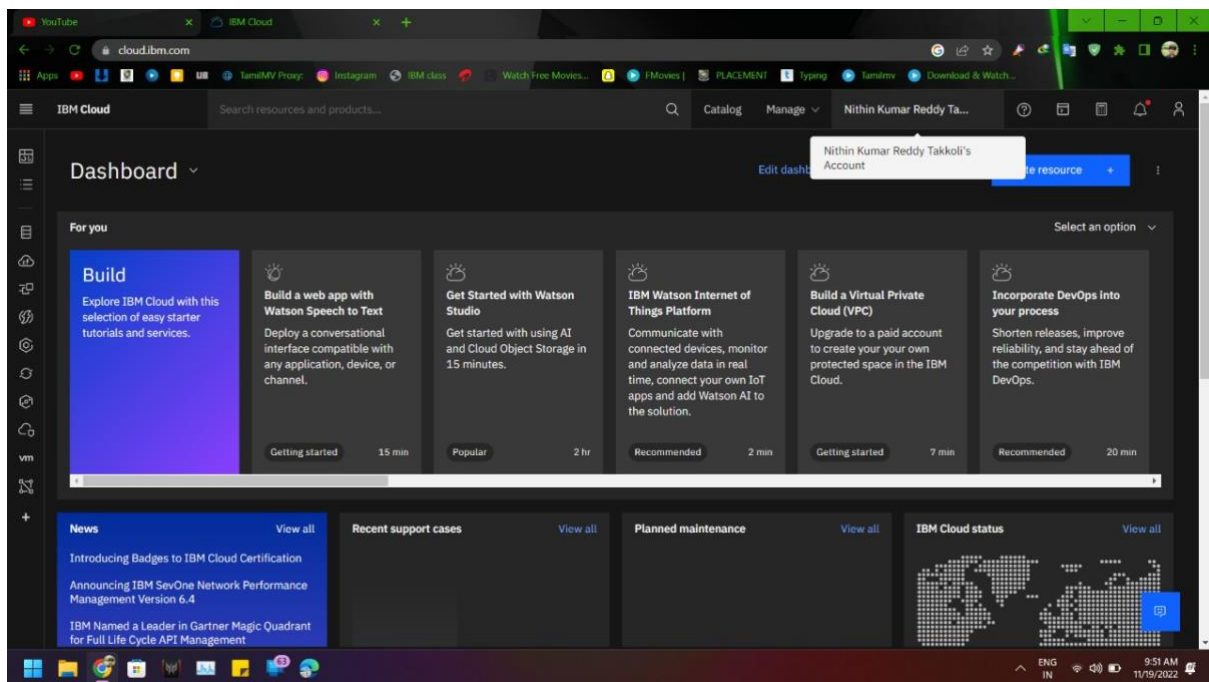 YouTube
IBM Cloud
cloud.ibm.com
Apps
TamilMV Proxy:
Instagram
IBM class
Watch Free Movies...
FMovies |
PLACEMENT
Typing
Tamilmv
Download & Watch...
IBM Cloud
Search resources and products...
Catalog
Manage
Nithin Kumar Reddy Ta...
Nithin Kumar Reddy Takkoli's
Account
Dashboard
Edit dashb
te resource +
For you
Select an option
Build
Explore IBM Cloud with this
selection of easy starter
tutorials and services.
Build a web app with
Watson Speech to Text
Deploy a conversational
interface compatible with
any application, device, or
channel.
Getting started 15 min
Get Started with Watson
Studio
Get started with using AI
and Cloud Object Storage in
15 minutes.
Popular 2 hr
IBM Watson Internet of
Things Platform
Communicate with
connected devices, monitor
and analyze data in real
time, connect your own IoT
apps and add Watson AI to
the solution.
Recommended 2 min
Build a Virtual Private
Cloud (VPC)
Upgrade to a paid account
to create your your own
protected space in the IBM
Cloud.
Getting started 7 min
Incorporate DevOps into
your process
Shorten releases, improve
reliability, and stay ahead of
the competition with IBM
DevOps.
Recommended 20 min
vm
News View all
Introducing Badges to IBM Cloud Certification
Announcing IBM SevOne Network Performance
Management Version 6.4
IBM Named a Leader in Gartner Magic Quadrant
for Full Life Cycle API Management
Recent support cases View all
Planned maintenance View all
IBM Cloud status View all
ENG
IN
9:51 AM
11/19/2022